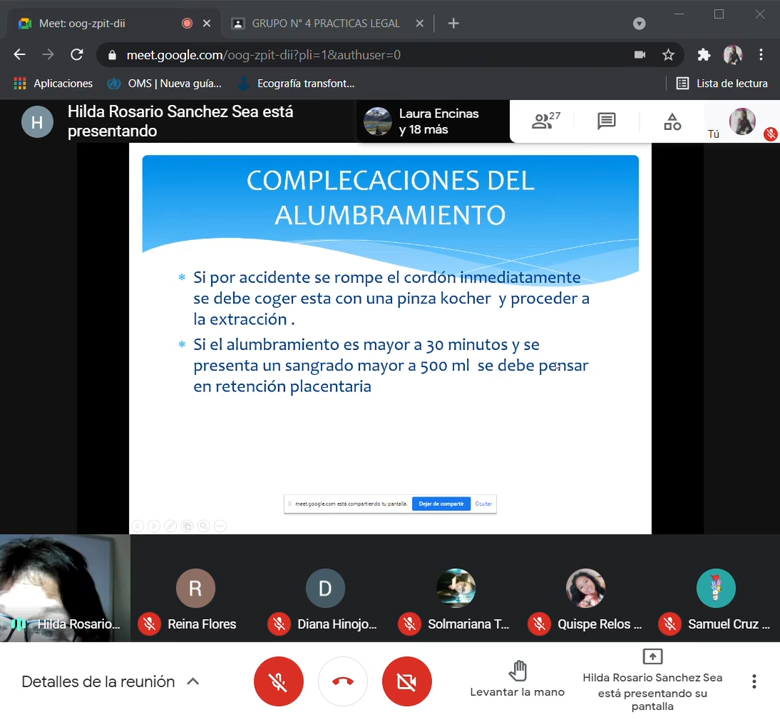 Meet: oog-zpit-dii
GRUPO N° 4 PRACTICAS LEGAL
meet.google.com/oog-zpit-dii?pli=1&authuser=0
Aplicaciones
OMS | Nueva guía...
Ecografía transfont...
Lista de lectura
H
Hilda Rosario Sanchez Sea está
presentando
Laura Encinas
y 18 más
27
Tú
COMPLECACIONES DEL
ALUMBRAMIENTO
* Si por accidente se rompe el cordón inmediatamente
se debe coger esta con una pinza kocher y proceder a
la extracción .
* Si el alumbramiento es mayor a 30 minutos y se
presenta un sangrado mayor a 500 ml se debe pensar
en retención placentaria
meet.google.com está compartiendo tu pantalla.
Dejar de compartir
Ocultar
R
D
Hilda Rosario...
Reina Flores
Diana Hinojo...
Solmariana T...
Quispe Relos ...
Samuel Cruz ...
Detalles de la reunión
Levantar la mano
Hilda Rosario Sanchez Sea
está presentando su
pantalla